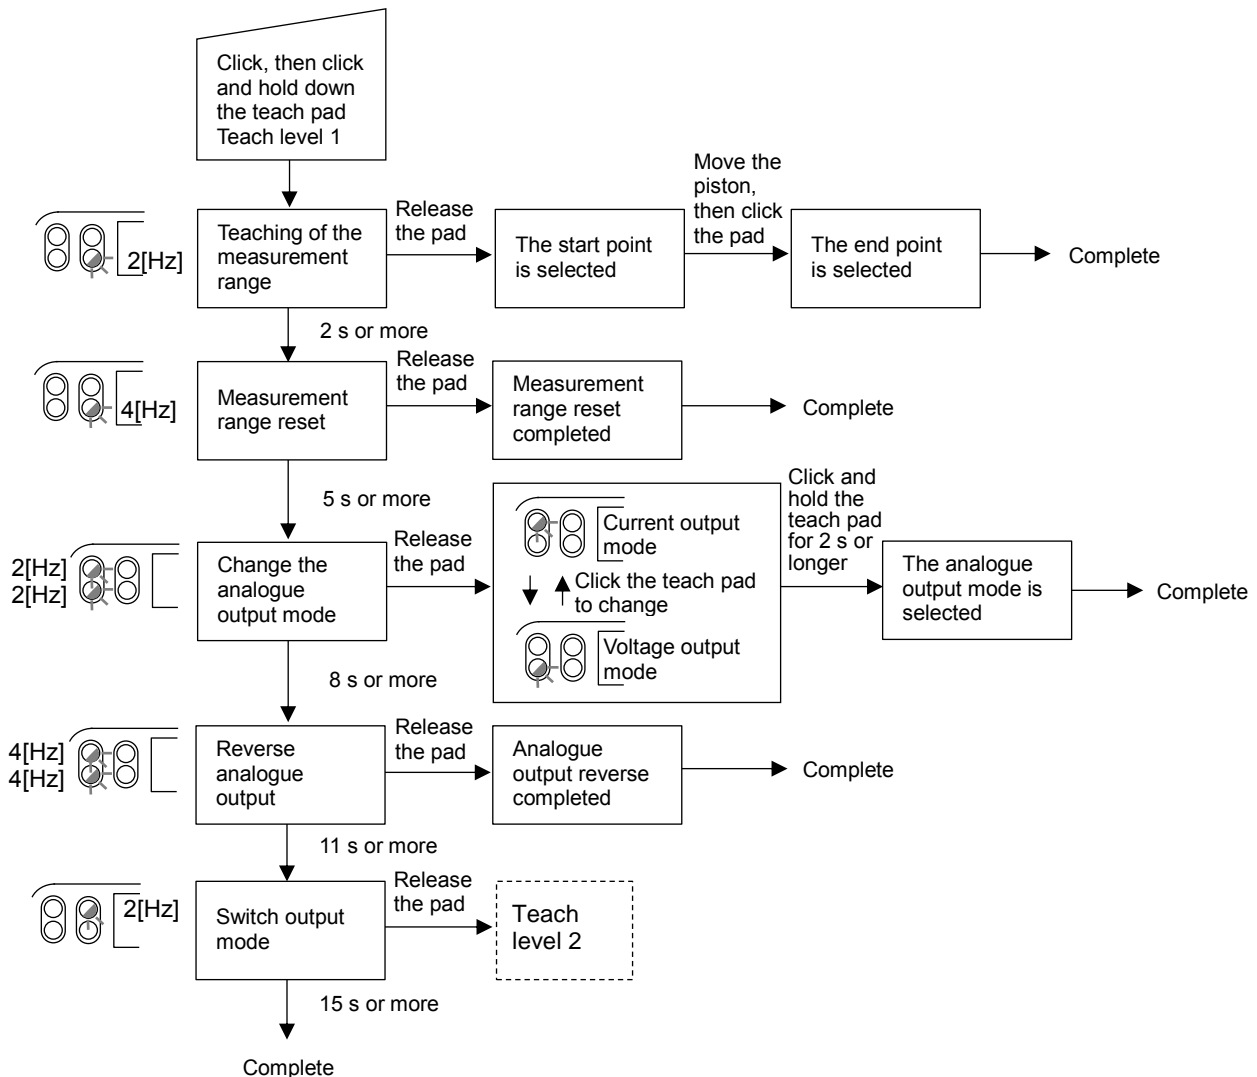 Click, then click
and hold down
the teach pad
Teach level 1
2[Hz]
Teaching of the
measurement
range
Release
the pad
The start point
is selected
Move the
piston,
then click
the pad
The end point
is selected
Complete
2 s or more
4[Hz]
Measurement
range reset
Release
the pad
Measurement
range reset
completed
Complete
5 s or more
2[Hz]
2[Hz]
Change the
analogue
output mode
Release
the pad
Current output
mode
Click the teach pad
to change
Voltage output
mode
Click and
hold the
teach pad
for 2 s or
longer
The analogue
output mode is
selected
Complete
8 s or more
4[Hz]
4[Hz]
Reverse
analogue
output
Release
the pad
Analogue
output reverse
completed
Complete
11 s or more
2[Hz]
Switch output
mode
Release
the pad
Teach
level 2
15 s or more
Complete